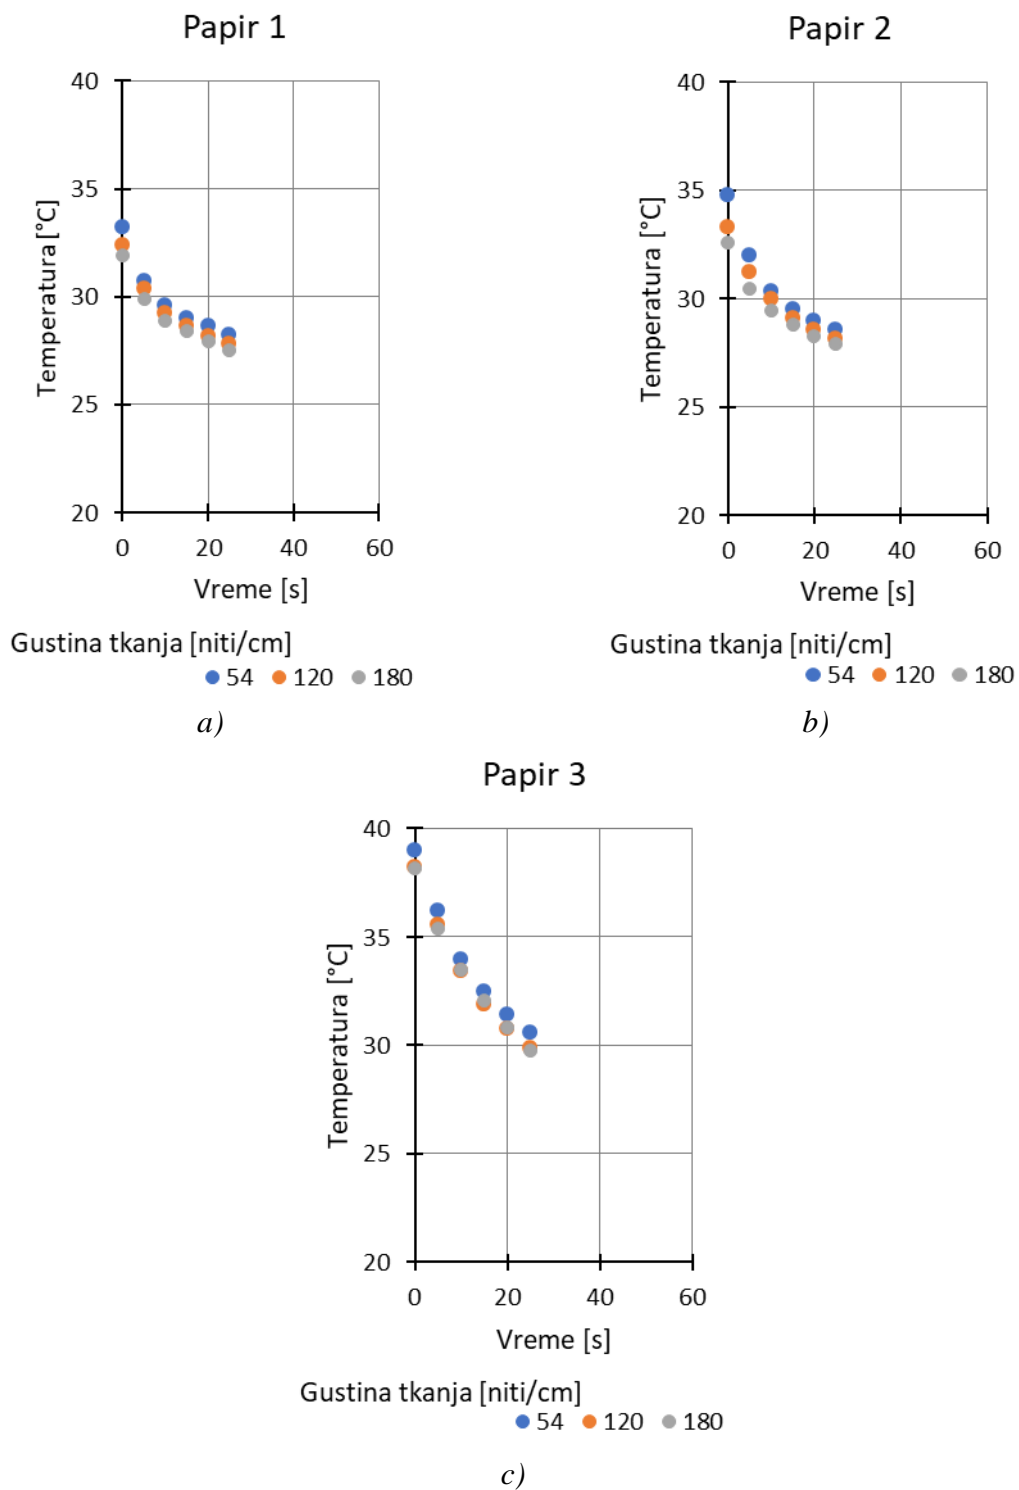 Papir 1
40
35
30
25
20
Temperatura [°C]
0 20 40 60
Vreme [s]
Gustina tkanja [niti/cm]
54 120 180
a)
Papir 2
40
35
30
25
20
Temperatura [°C]
0 20 40 60
Vreme [s]
Gustina tkanja [niti/cm]
54 120 180
b)
Papir 3
40
35
30
25
20
Temperatura [°C]
0 20 40 60
Vreme [s]
Gustina tkanja [niti/cm]
54 120 180
c)